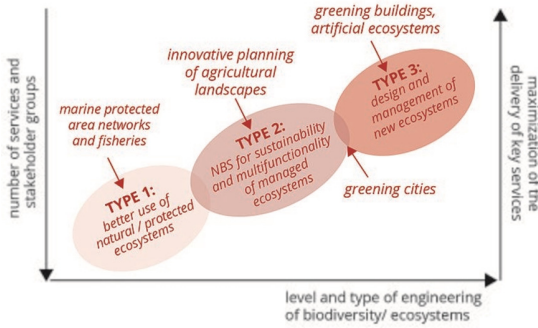 greening buildings,
artificial ecosystems
innovative planning
of agricultural
landscapes
marine protected
area networks
and fisheries
TYPE 3:
design and
management of
new ecosystems
TYPE 2:
NBS for sustainability
and multifunctionality
of managed
ecosystems
TYPE 1:
better use of
natural / protected
ecosystems
greening cities
number of services and
stakeholder groups
maximization of the
delivery of key services
level and type of engineering
of biodiversity/ ecosystems